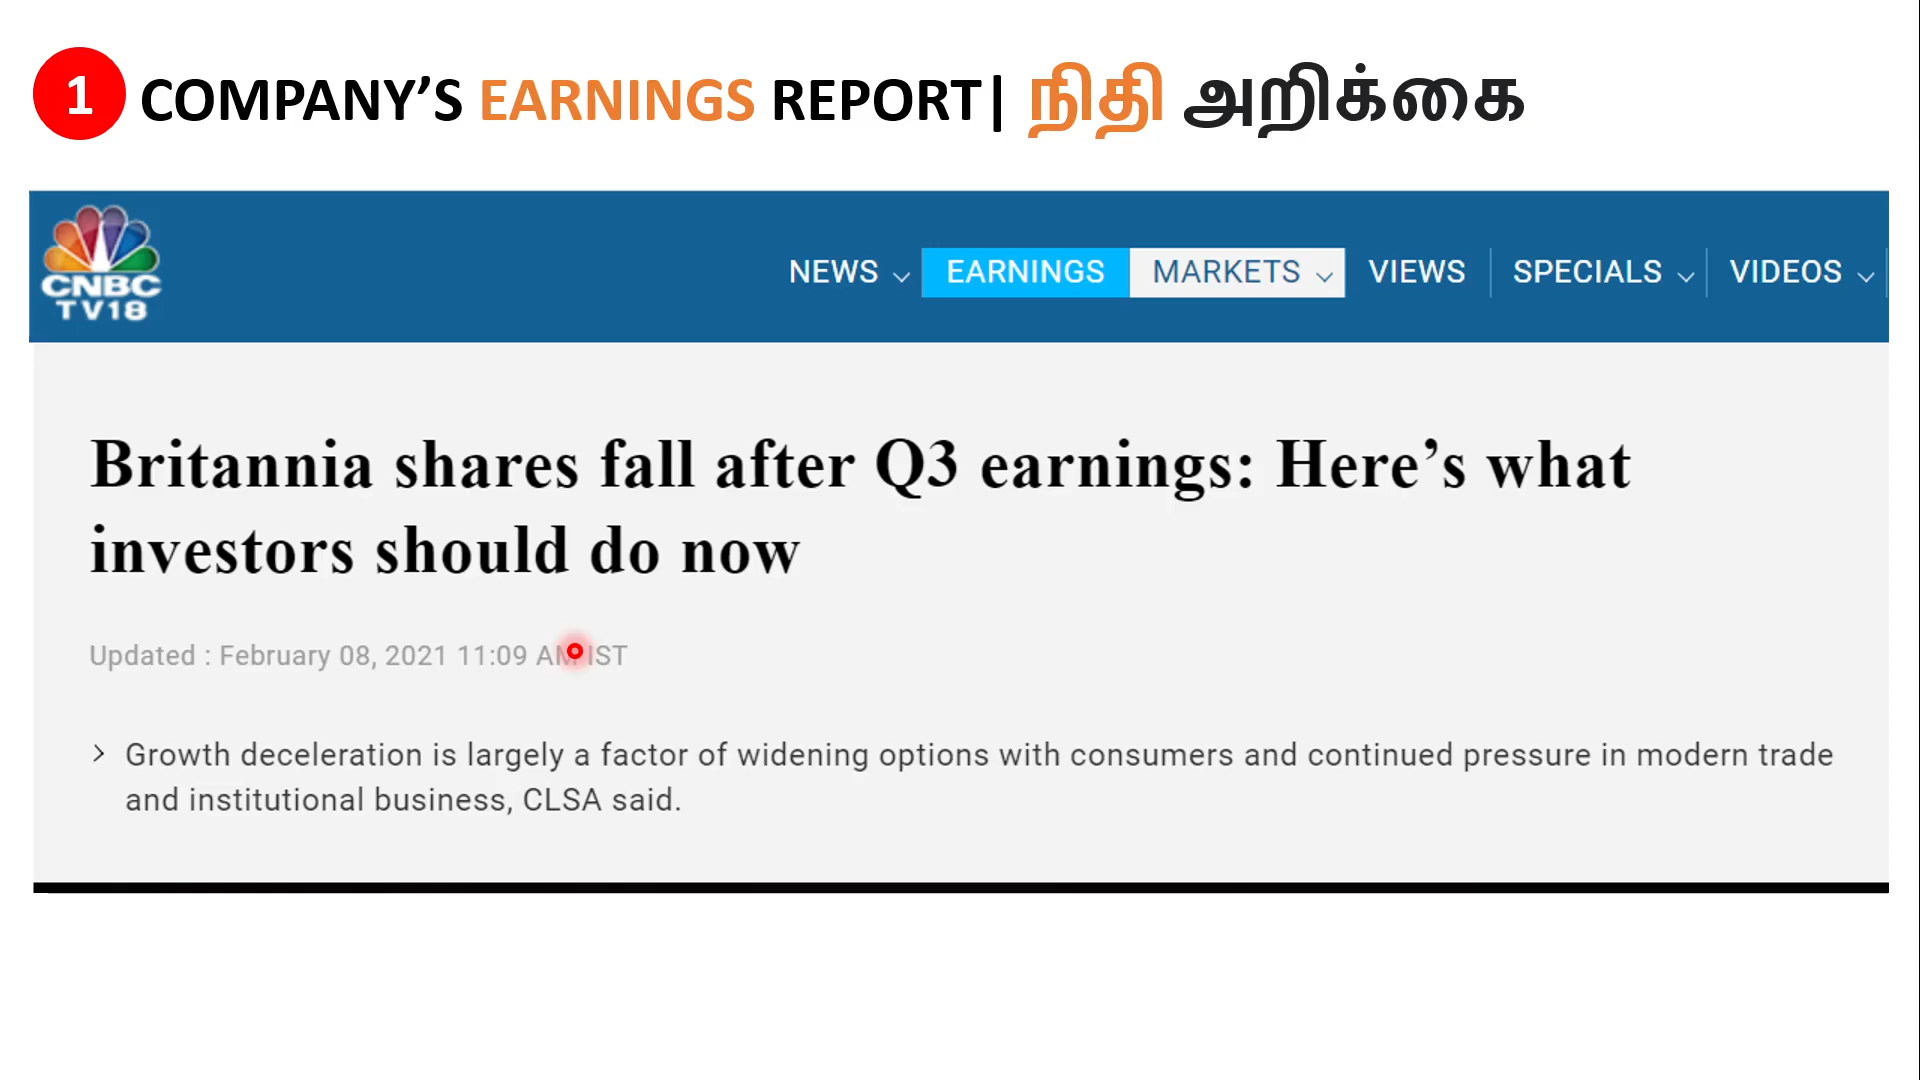 1 COMPANY’S EARNINGS REPORT| நிதி அறிக்கை
CNBC
TV18
NEWS EARNINGS MARKETS VIEWS SPECIALS VIDEOS
Britannia shares fall after Q3 earnings: Here’s what
investors should do now
Updated : February 08, 2021 11:09 AM IST
Growth deceleration is largely a factor of widening options with consumers and continued pressure in modern trade
and institutional business, CLSA said.